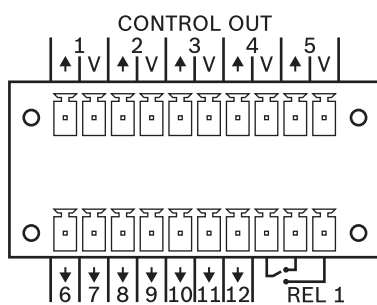 CONTROL OUT
1 2 3 4 5
↑ V ↑ V ↑ V ↑ V ↑ V
↓ ↓ ↓ ↓ ↓ ↓ ↓
6 7 8 9 10 11 12 REL 1